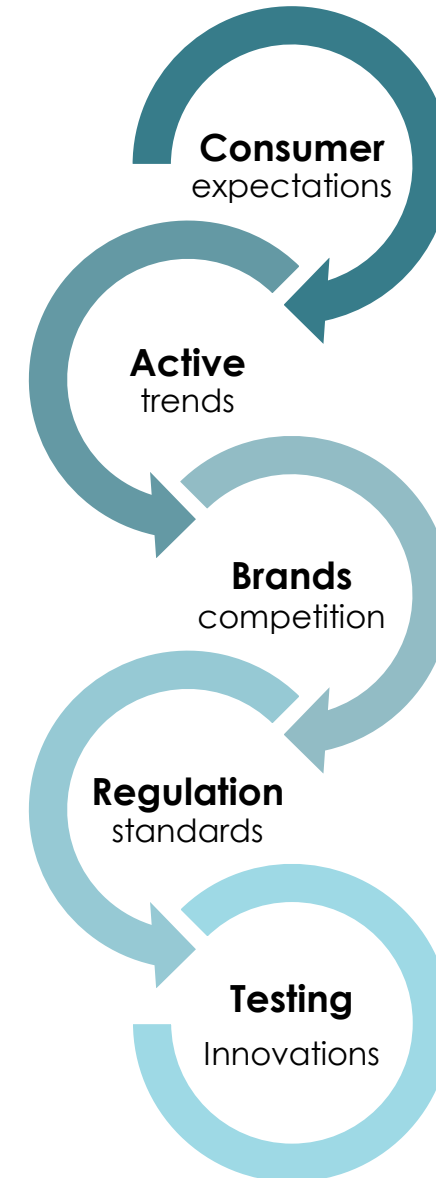 Consumer
expectations
Active
trends
Brands
competition
Regulation
standards
Testing
Innovations